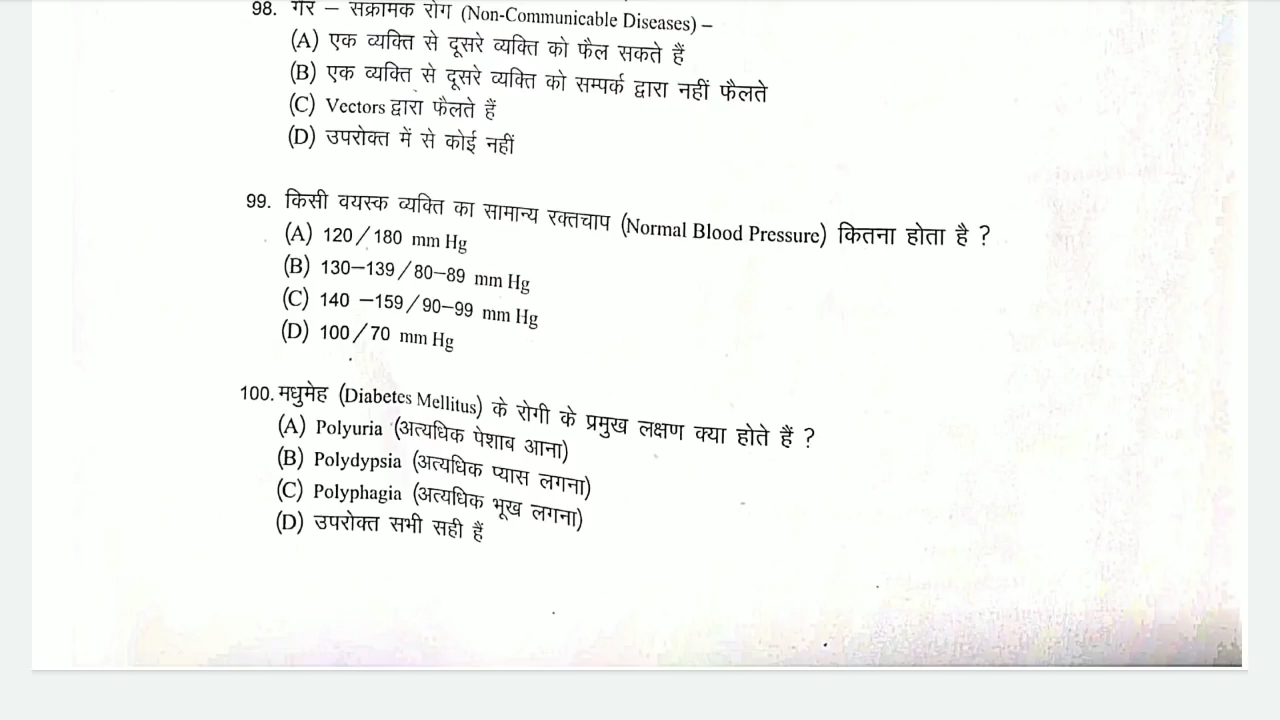 98. गैर – संक्रामक रोग (Non-Communicable Diseases) –
(A) एक व्यक्ति से दूसरे व्यक्ति को फैल सकते हैं
(B) एक व्यक्ति से दूसरे व्यक्ति को सम्पर्क द्वारा नहीं फैलते
(C) Vectors द्वारा फैलते हैं
(D) उपरोक्त में से कोई नहीं
99. किसी वयस्क व्यक्ति का सामान्य रक्तचाप (Normal Blood Pressure) कितना होता है ?
(A) 120/180 mm Hg
(B) 130–139/80–89 mm Hg
(C) 140 –159/90–99 mm Hg
(D) 100/70 mm Hg
100. मधुमेह (Diabetes Mellitus) के रोगी के प्रमुख लक्षण क्या होते हैं ?
(A) Polyuria (अत्यधिक पेशाब आना)
(B) Polydypsia (अत्यधिक प्यास लगना)
(C) Polyphagia (अत्यधिक भूख लगना)
(D) उपरोक्त सभी सही हैं